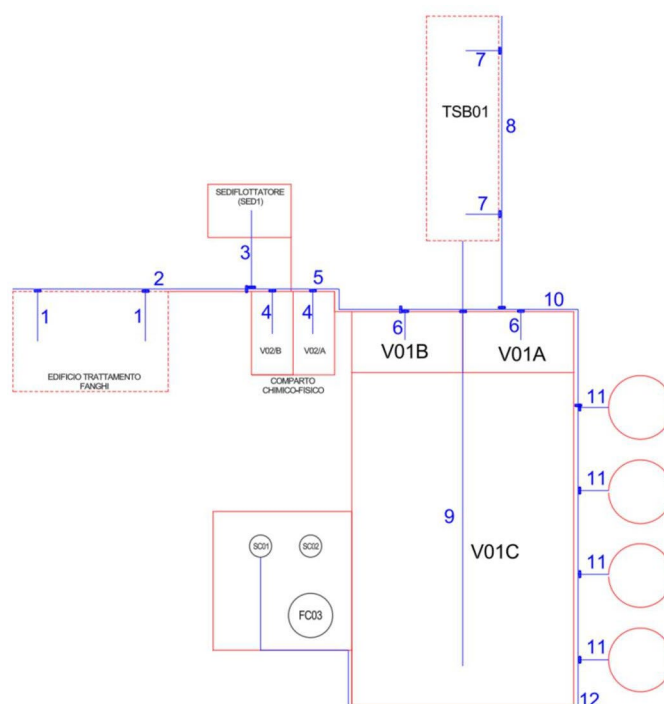 7
TSB01
8
7
SEDIFLOTTATORE
(SED1)
3
2
5
10
1
1
4
4
6
6
V02/B
V02/A
V01B
V01A
EDIFICIO TRATTAMENTO
FANGHI
COMPARTO
CHIMICO-FISICO
11
11
9
SC01
SC02
V01C
11
FC03
11
12